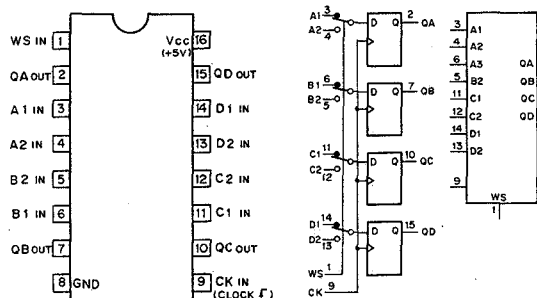 WS IN 1
QA OUT 2
A1 IN 3
A2 IN 4
B2 IN 5
B1 IN 6
QB OUT 7
8 GND
Vcc 16
(+5V)
15 QD OUT
14 D1 IN
13 D2 IN
12 C2 IN
11 C1 IN
10 QC OUT
9 CK IN
(CLOCK
A1 3
A2 4
D Q 2 QA
B1 6
B2 5
D Q 7 QB
C1 11
C2 12
D Q 10 QC
D1 14
D2 13
D Q 15 QD
WS 1
CK 9
3 A1
4 A2
6 A3 QA
5 B2 QB
11 C1 QC
12 C2 QD
14 D1
13 D2
9
WS
1